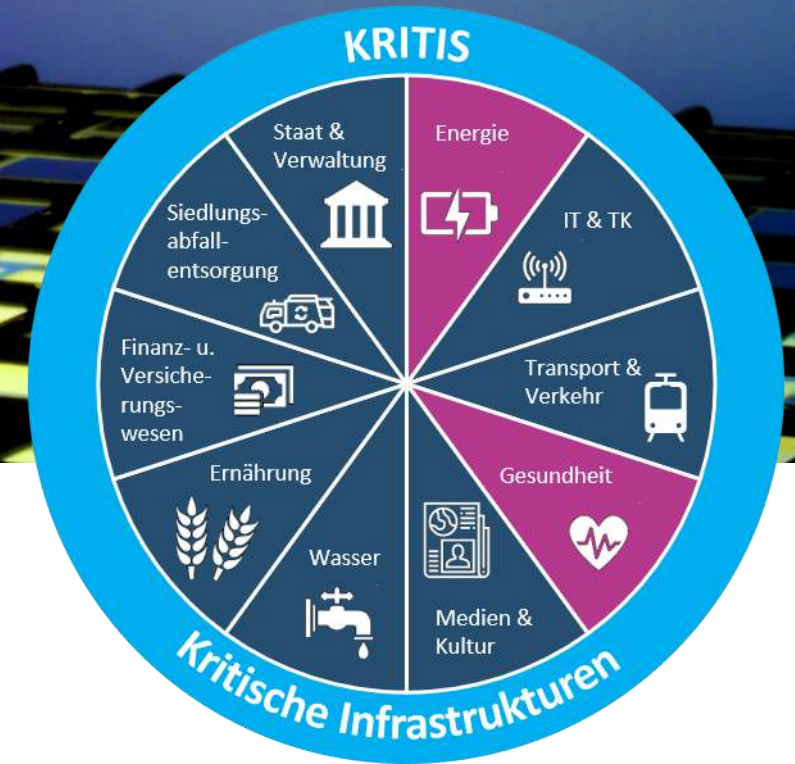 KRITIS
Staat &
Verwaltung
Energie
IT & TK
Transport &
Verkehr
Gesundheit
Medien &
Kultur
Wasser
Ernährung
Finanz- u.
Versiche-
rungs-
wesen
Siedlungs-
abfall-
entsorgung
Kritische Infrastrukturen